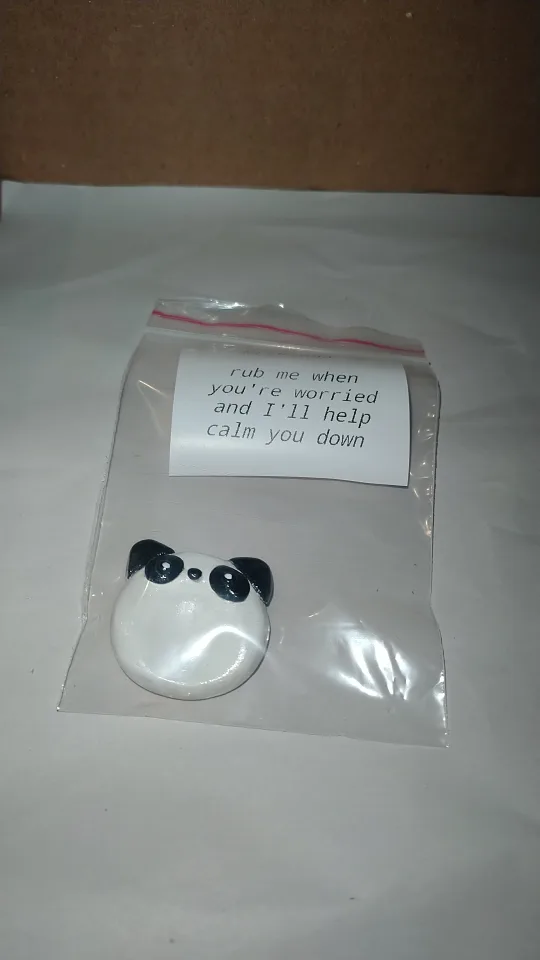 rub me when
you're worried
and I'll help
calm you down